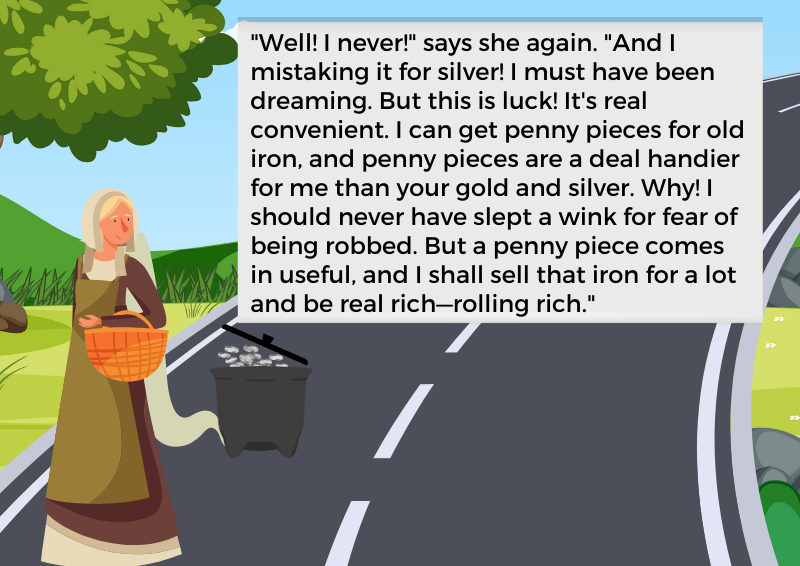 "Well! I never!" says she again. "And I
mistaking it for silver! I must have been
dreaming. But this is luck! It's real
convenient. I can get penny pieces for old
iron, and penny pieces are a deal handier
for me than your gold and silver. Why! I
should never have slept a wink for fear of
being robbed. But a penny piece comes
in useful, and I shall sell that iron for a lot
and be real rich—rolling rich."